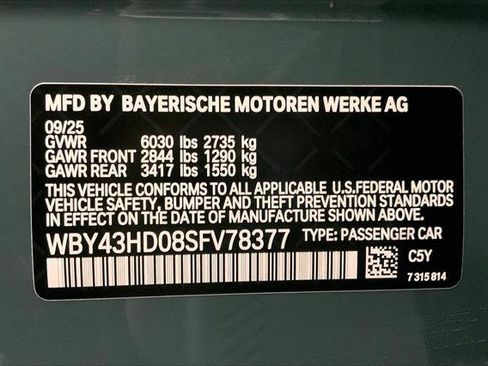 MFD BY BAYERISCHE MOTOREN WERKE AG
09/25
GVWR 6030 lbs 2735 kg
GAWR FRONT 2844 lbs 1290 kg
GAWR REAR 3417 lbs 1550 kg
THIS VEHICLE CONFORMS TO ALL APPLICABLE U.S.FEDERAL MOTOR
VEHICLE SAFETY, BUMPER AND THEFT PREVENTION STANDARDS
IN EFFECT ON THE DATE OF MANUFACTURE SHOWN ABOVE.
WBY43HD08SFV78377 TYPE: PASSENGER CAR
C5Y
7 315 814